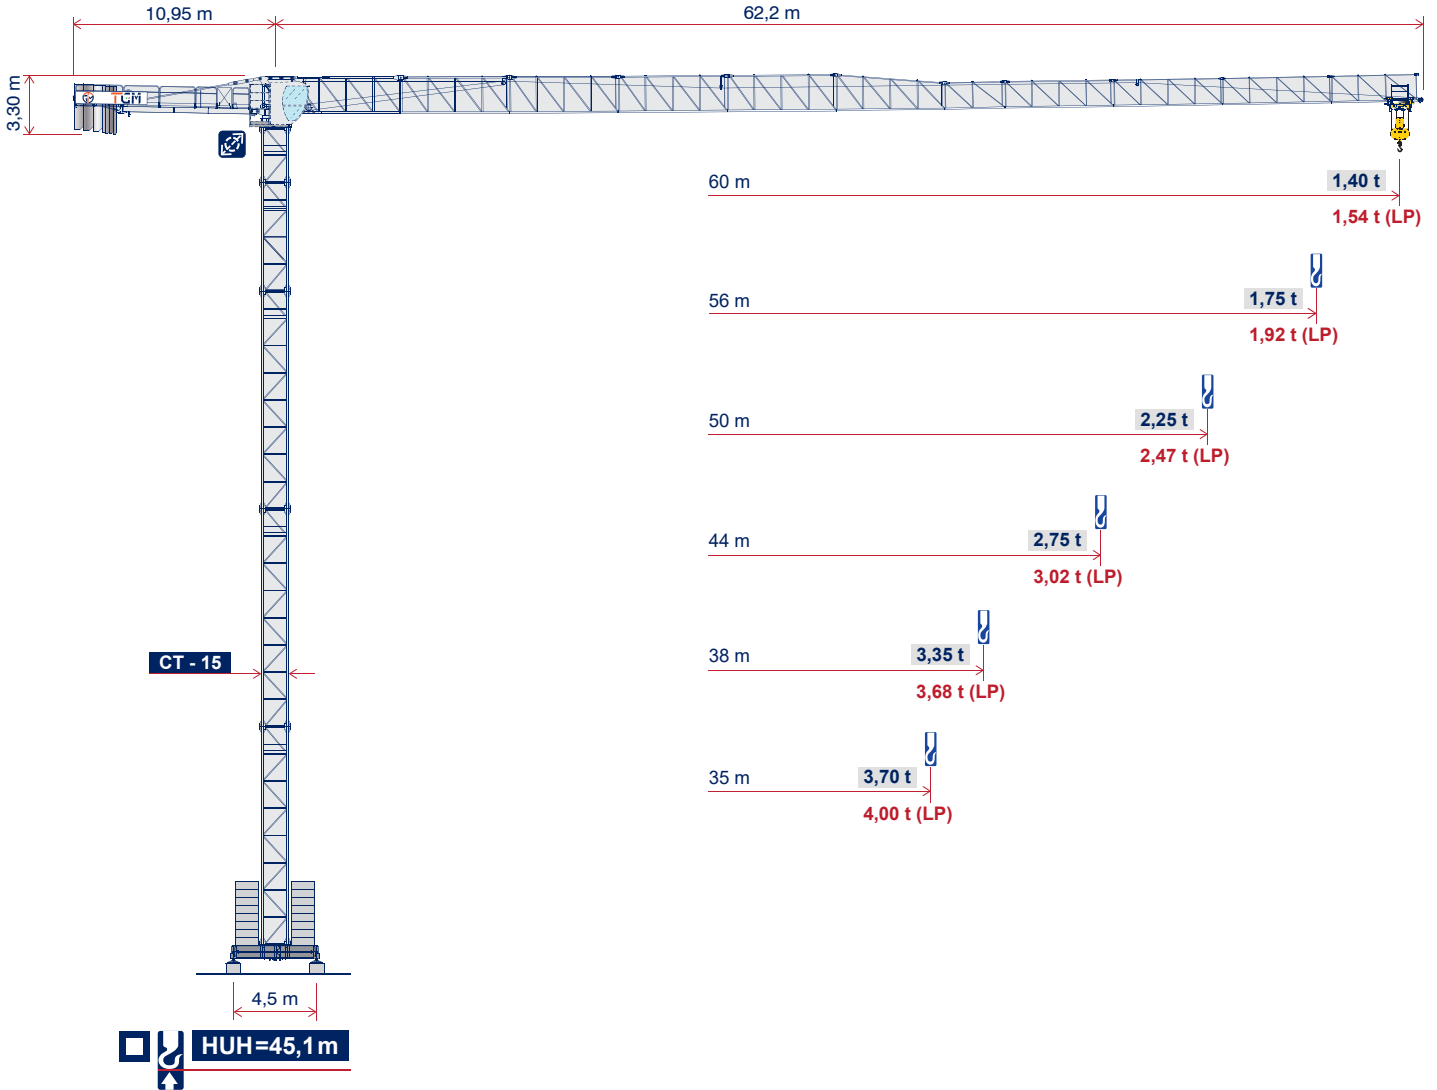 10,95 m
62,2 m
3,30 m
TGM
60 m
1,40 t
1,54 t (LP)
56 m
1,75 t
1,92 t (LP)
50 m
2,25 t
2,47 t (LP)
44 m
2,75 t
3,02 t (LP)
38 m
3,35 t
3,68 t (LP)
CT - 15
35 m
3,70 t
4,00 t (LP)
4,5 m
HUH=45,1 m